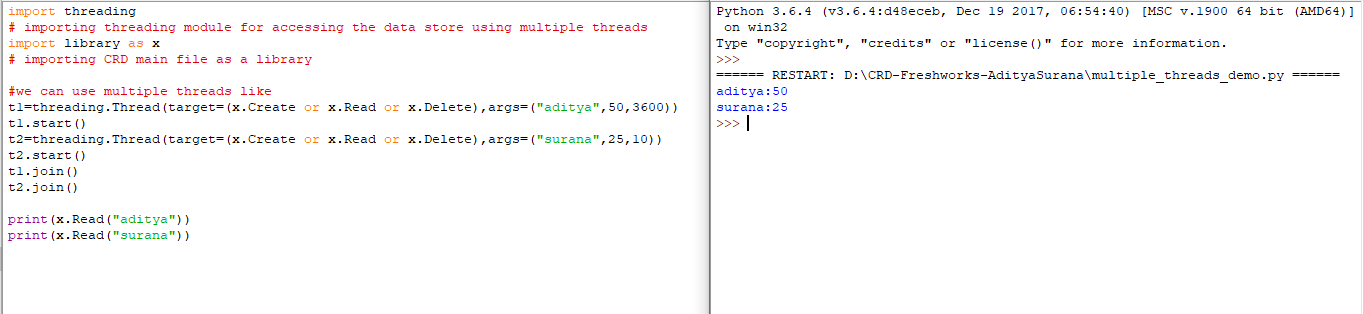 import threading
# importing threading module for accessing the data store using multiple threads
import library as x
# importing CRD main file as a library
#we can use multiple threads like
t1=threading.Thread(target=(x.Create or x.Read or x.Delete),args=("aditya",50,3600))
t1.start()
t2=threading.Thread(target=(x.Create or x.Read or x.Delete),args=("surana",25,10))
t2.start()
t1.join()
t2.join()
print(x.Read("aditya"))
print(x.Read("surana"))
Python 3.6.4 (v3.6.4:d48eceb, Dec 19 2017, 06:54:40) [MSC v.1900 64 bit (AMD64)]
on win32
Type "copyright", "credits" or "license()" for more information.
>>>
====== RESTART: D:\CRD-Freshworks-AdityaSurana\multiple_threads_demo.py ======
aditya:50
surana:25
>>>